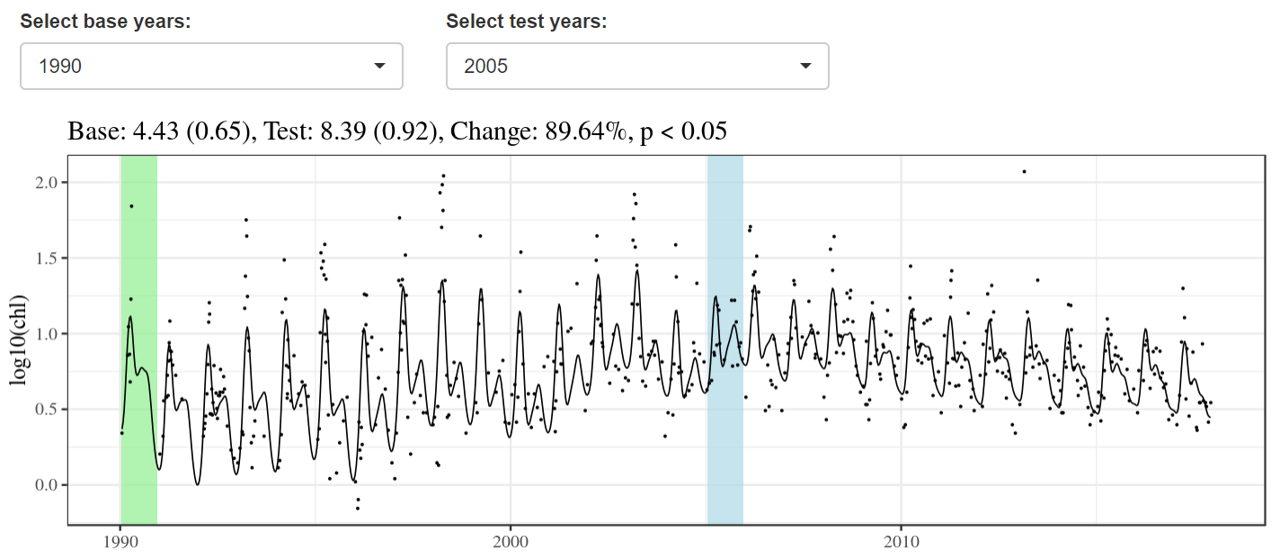 Select base years: Select test years:
1990 2005
Base: 4.43 (0.65), Test: 8.39 (0.92), Change: 89.64%, p < 0.05
log10(chl)
2.0
1.5
1.0
0.5
0.0
1990 2000 2010